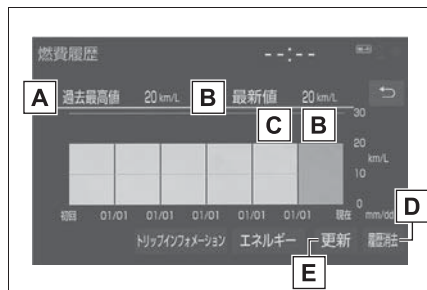 燃費履歴 --:--
A 過去最高値 20 km/L B 最新値 20 km/L
C B 30
20
km/L
10
0
初回 01/01 01/01 01/01 01/01 01/01 現在 mm/dd
D
トリップインフォメーション エネルギー 更新 履歴消去
E